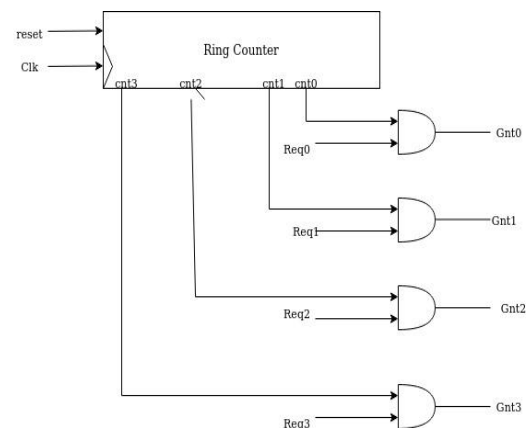 reset
Ring Counter
Clk
cnt3 cnt2 cnt1 cnt0
Req0
Gnt0
Req1
Gnt1
Req2
Gnt2
Req3
Gnt3